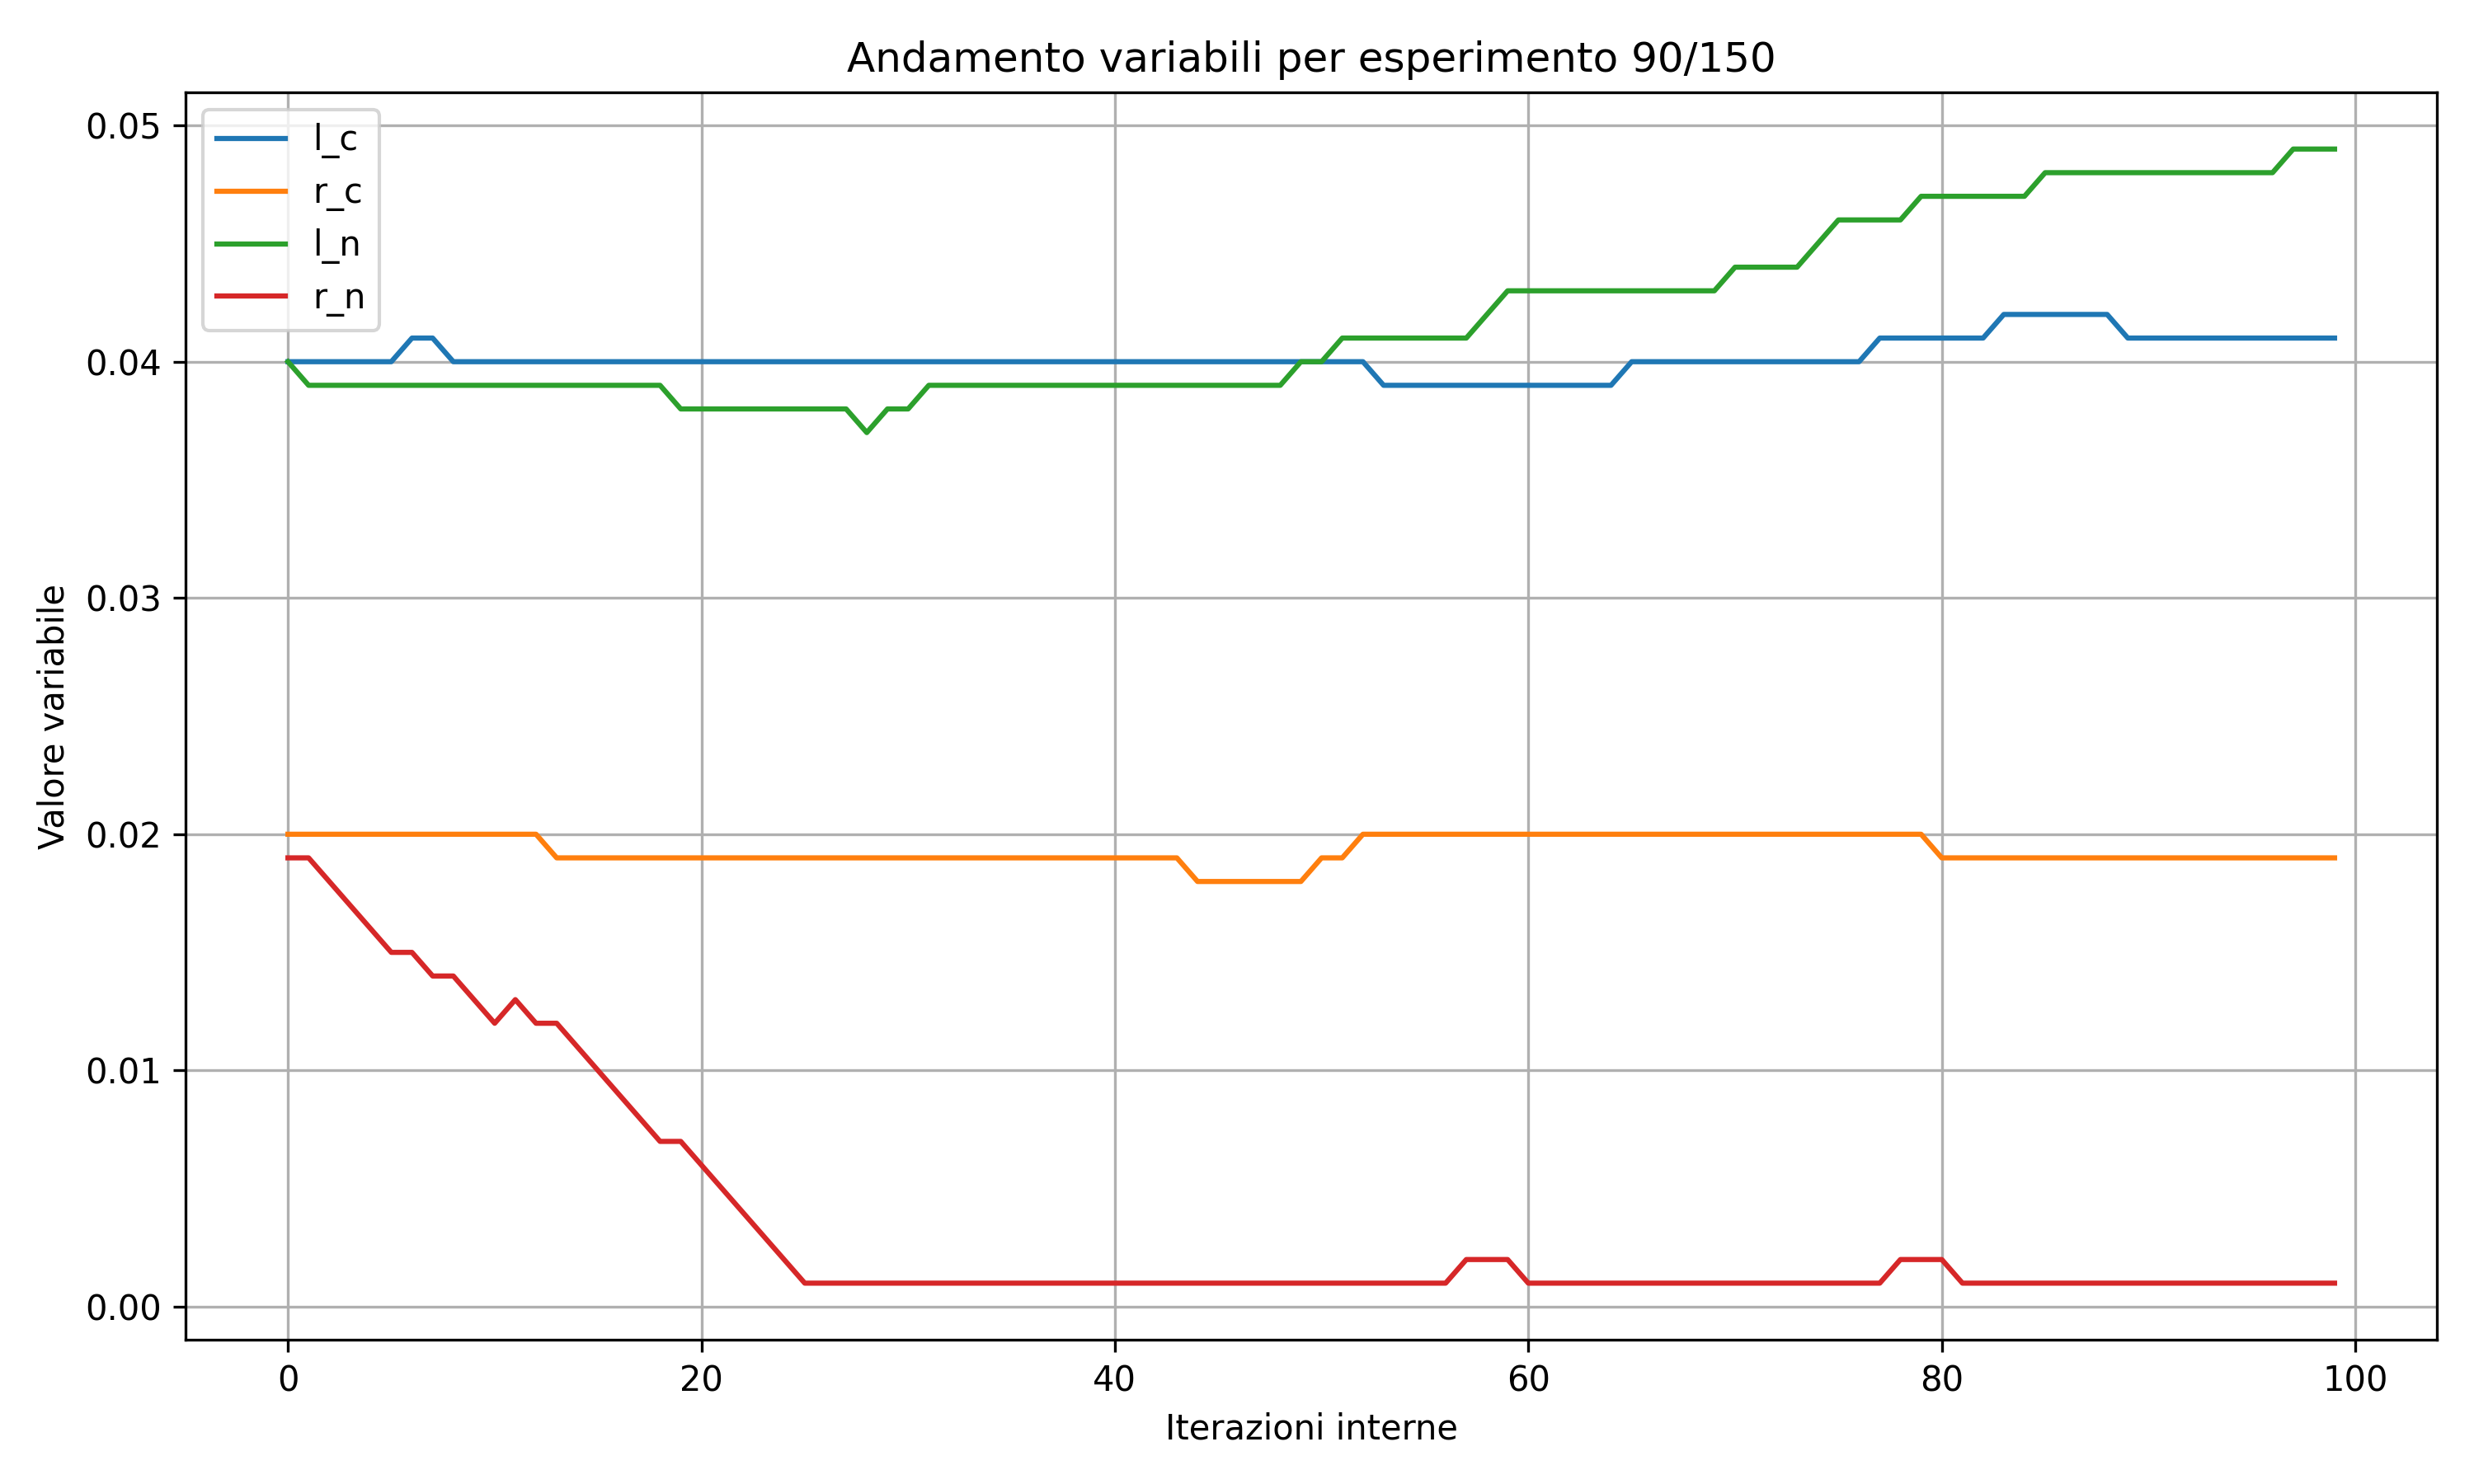 Andamento variabili per esperimento 90/150
l_c
r_c
l_n
r_n
Valore variabile
0.05
0.04
0.03
0.02
0.01
0.00
0 20 40 60 80 100
Iterazioni interne